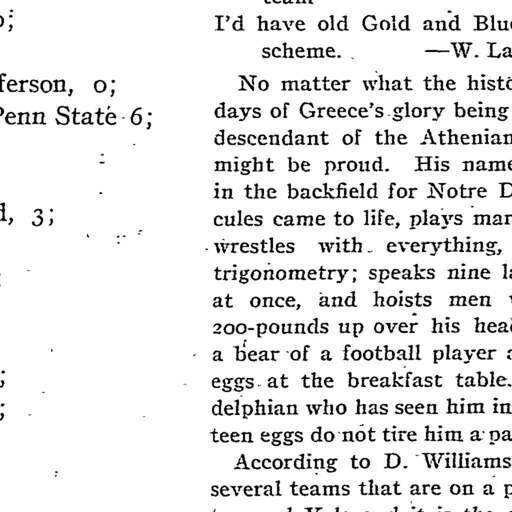 ferson, 0;
Penn State 6;
3;
team
I'd have old Gold and Blue
scheme. —W. La
No matter what the histo
days of Greece's glory being
descendant of the Athenian
might be proud. His name
in the backfield for Notre D
cules came to life, plays mar
wrestles with everything,
trigonometry; speaks nine la
at once, and hoists men
200-pounds up over his head
a bear of a football player a
eggs at the breakfast table.
delphian who has seen him in
teen eggs do not tire him a pa
According to D. Williams
several teams that are on a p